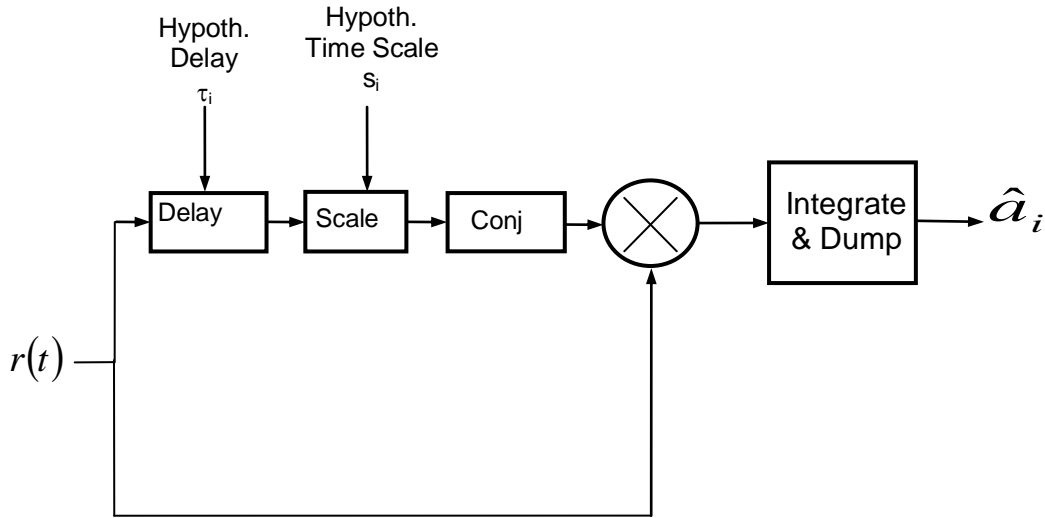 Hypoth.
Delay
τi
Hypoth.
Time Scale
si
Delay
Scale
Conj
Integrate
& Dump
âi
r(t)